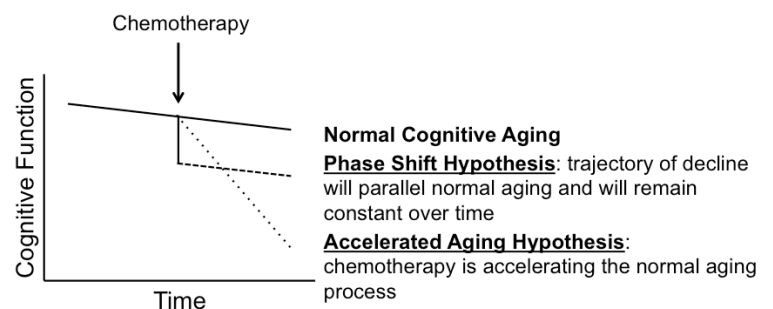 Chemotherapy
Cognitive Function
Time
Normal Cognitive Aging
Phase Shift Hypothesis: trajectory of decline
will parallel normal aging and will remain
constant over time
Accelerated Aging Hypothesis:
chemotherapy is accelerating the normal aging
process